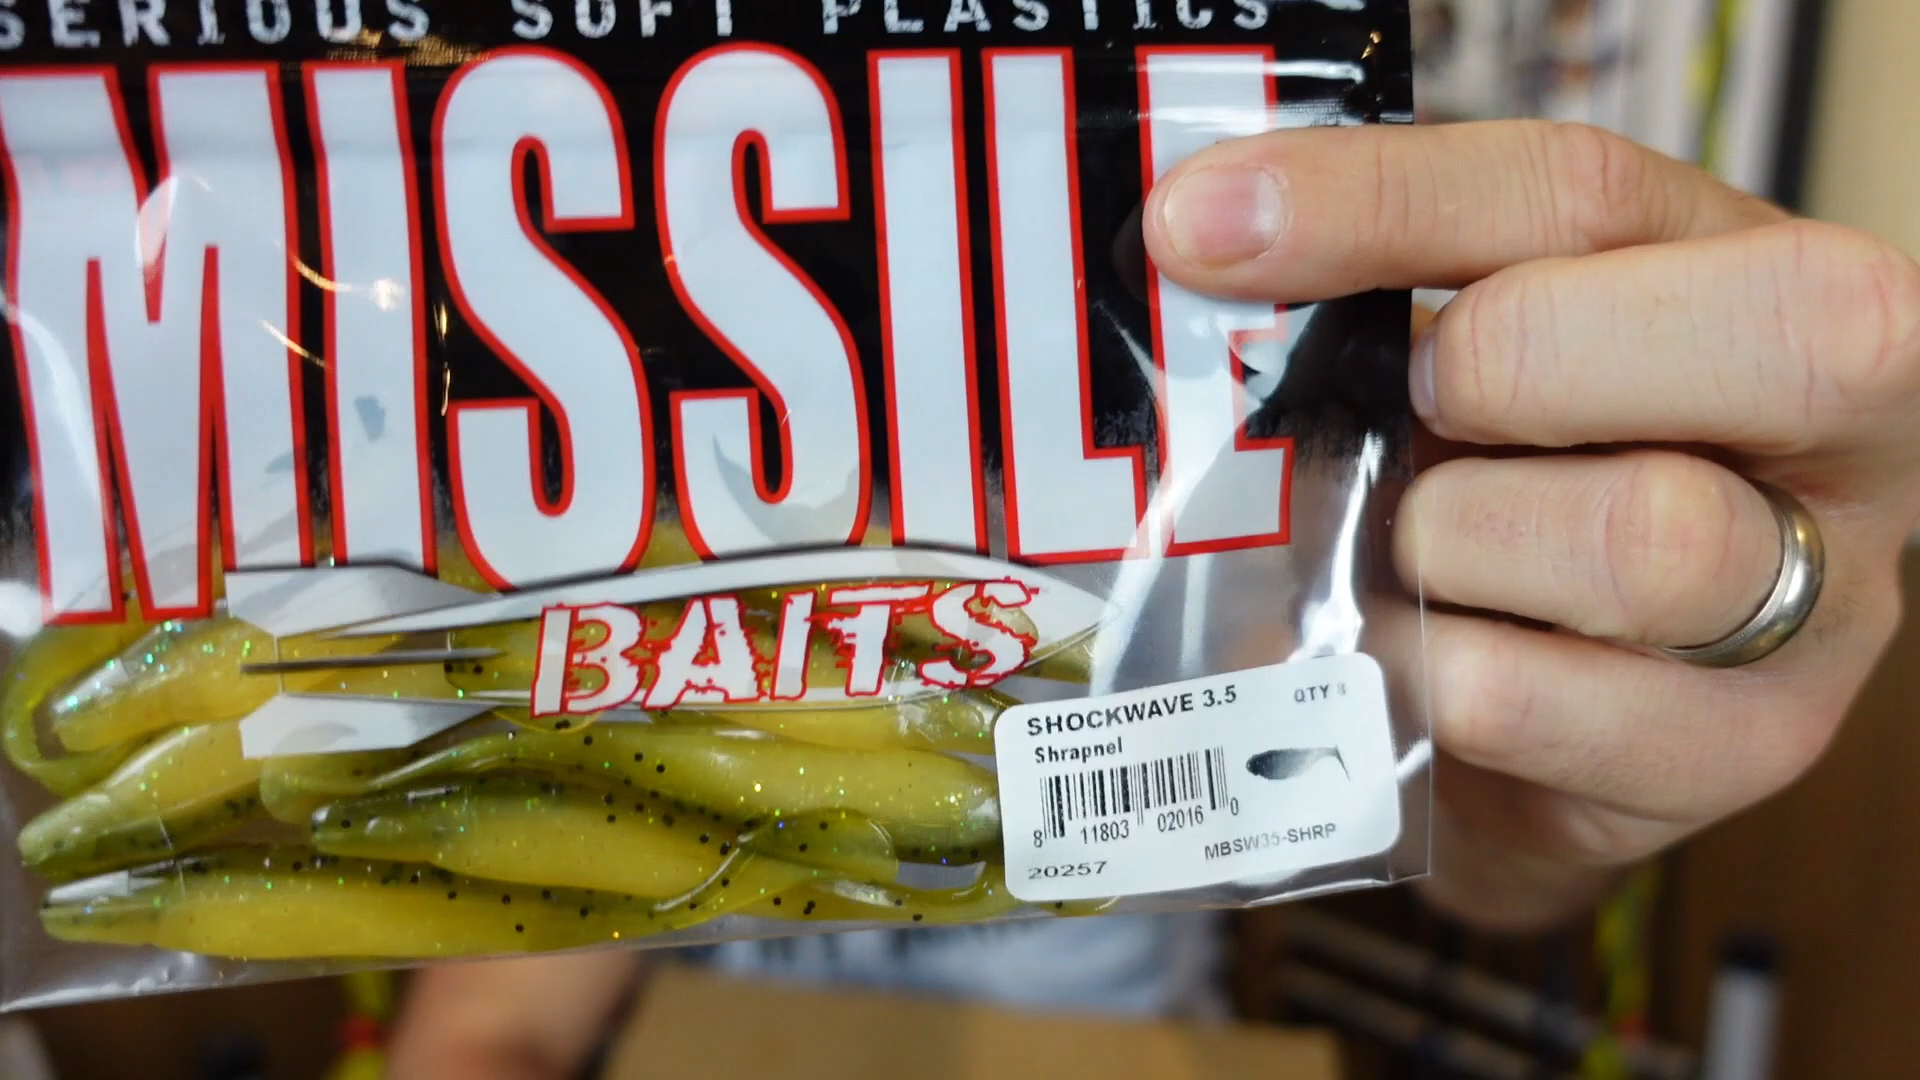 SERIOUS SOFT PLASTICS
MISSILE
BAITS
SHOCKWAVE 3.5 QTY 8
Shrapnel
8 11803 02016 0
MBSW35-SHRP
20257